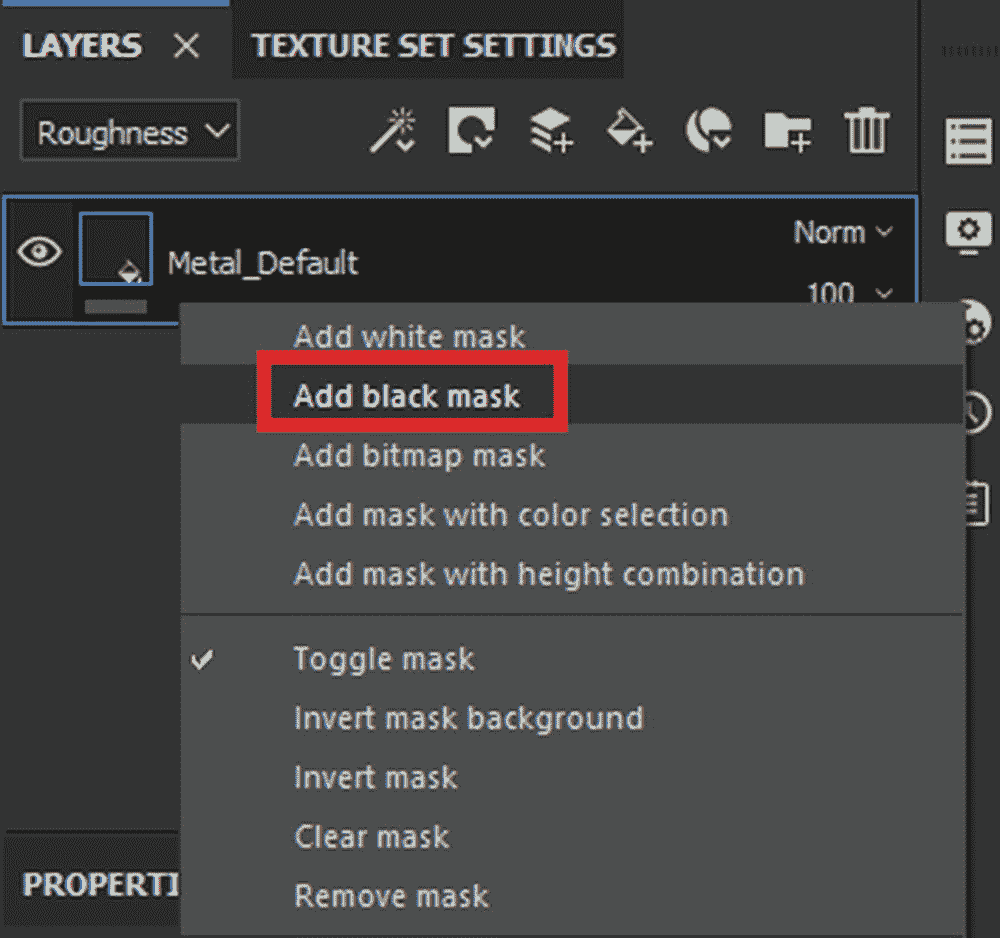 LAYERS
TEXTURE SET SETTINGS
Roughness
Norm
Metal_Default
100
Add white mask
Add black mask
Add bitmap mask
Add mask with color selection
Add mask with height combination
Toggle mask
Invert mask background
Invert mask
Clear mask
Remove mask
PROPERTI